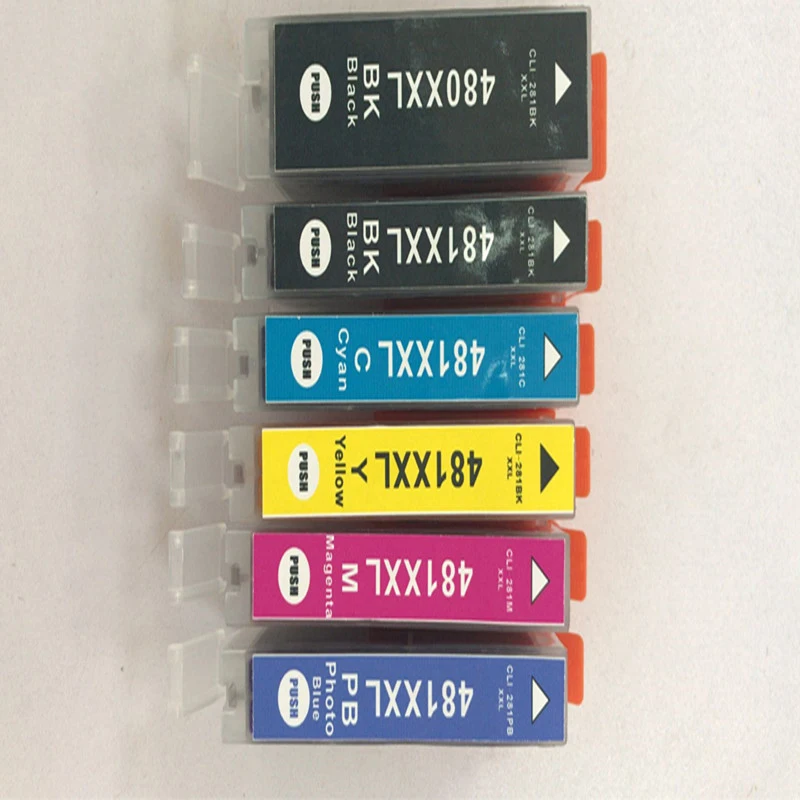 480XXL
BK
Black
PUSH
CLI-281BK
XXL
481XXL
BK
Black
PUSH
CLI-281BK
XXL
481XXL
C
Cyan
PUSH
CLI 281C
XXL
481XXL
Y
Yellow
PUSH
CLI-281BK
XXL
481XXL
M
Magenta
PUSH
CLI 281M
XXL
481XXL
PB
Photo
Blue
PUSH
CLI 281PB
XXL